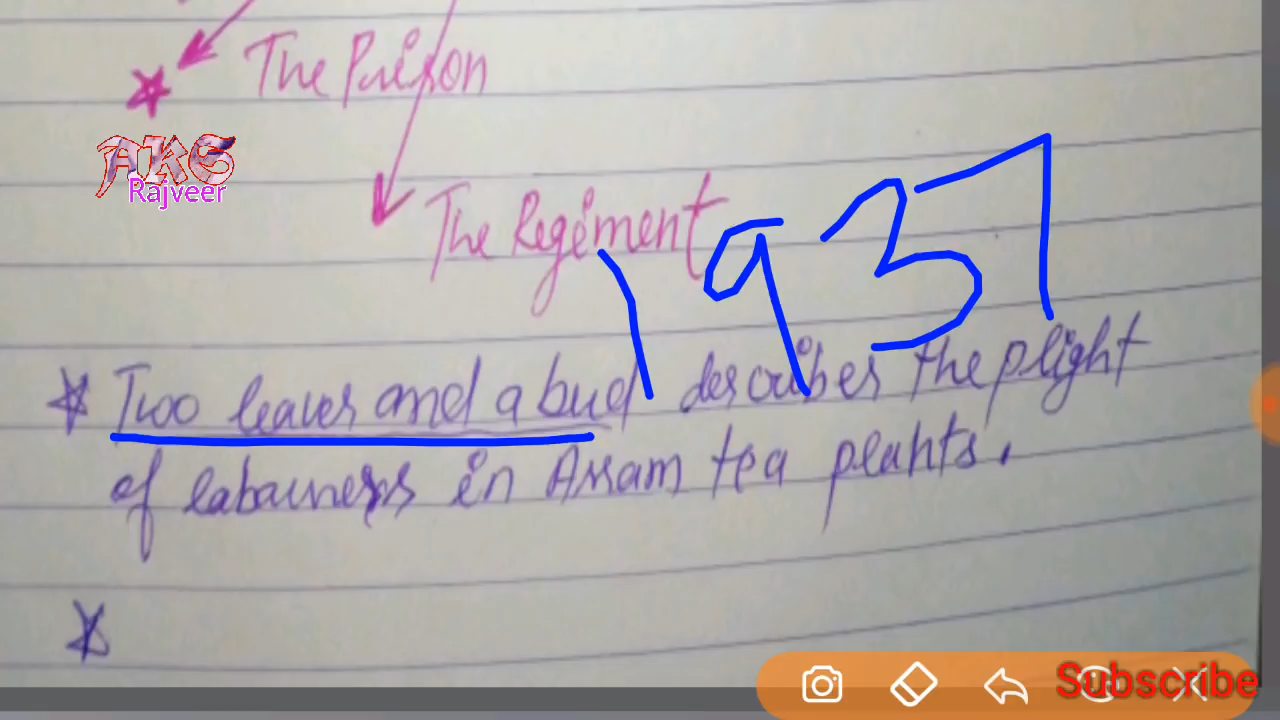 The Prison
AKS
Rajveer
The Regiment
1937
Two leaves and a bud describes the plight
of labourers in Assam tea plants.
Subscribe